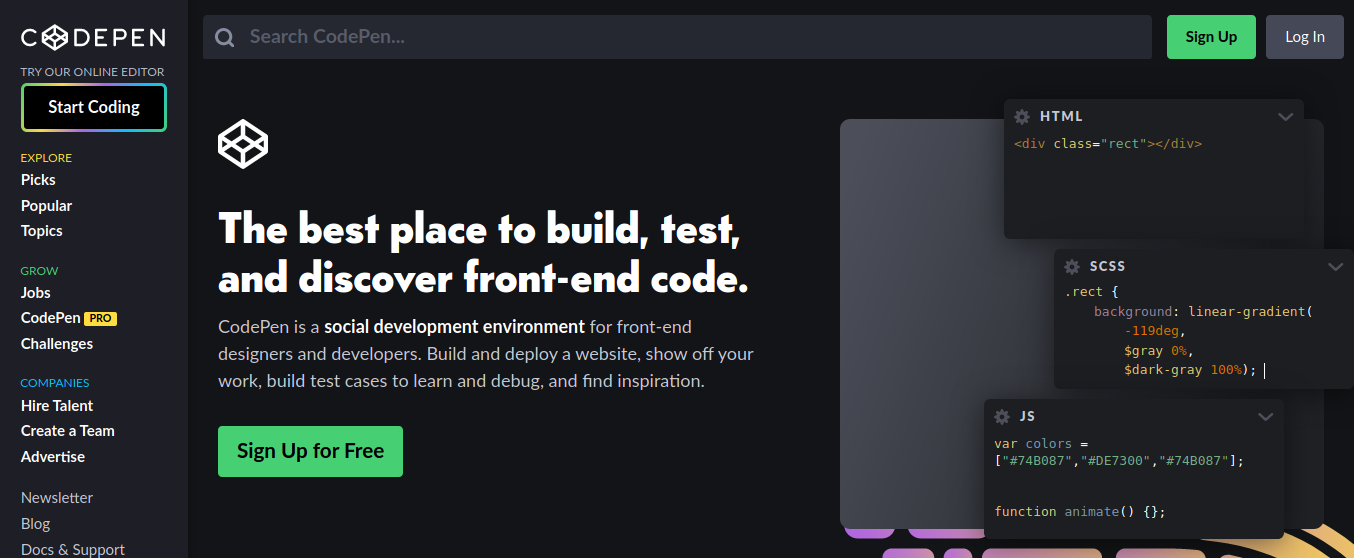 CODEPEN
TRY OUR ONLINE EDITOR
Start Coding
EXPLORE
Picks
Popular
Topics
GROW
Jobs
CodePen PRO
Challenges
COMPANIES
Hire Talent
Create a Team
Advertise
Newsletter
Blog
Docs & Support
Search CodePen...
Sign Up
Log In
The best place to build, test,
and discover front-end code.
CodePen is a social development environment for front-end
designers and developers. Build and deploy a website, show off your
work, build test cases to learn and debug, and find inspiration.
Sign Up for Free
HTML
<div class="rect"></div>
SCSS
.rect {
background: linear-gradient(
-119deg,
$gray 0%,
$dark-gray 100%);
JS
var colors =
["#74B087","#DE7300","#74B087"];
function animate() {};